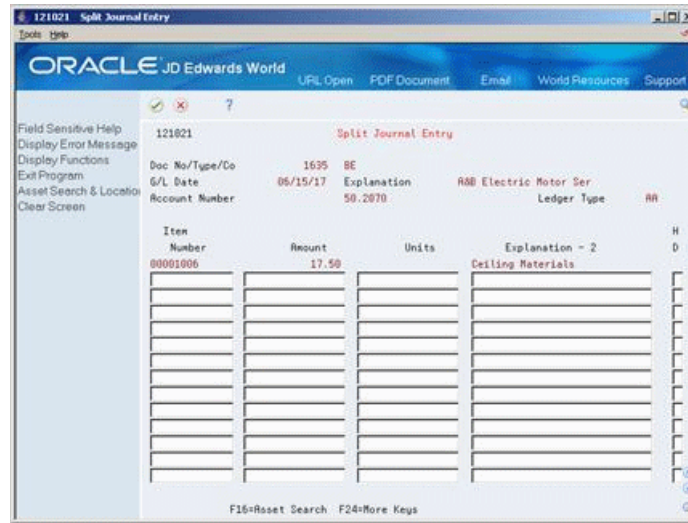 121021 Split Journal Entry
Tools Help
ORACLE JD Edwards World
URL Open PDF Document Email World Resources Support
?
Field Sensitive Help
Display Error Message
Display Functions
Exit Program
Asset Search & Locatio
Clear Screen
121021 Split Journal Entry
Doc No/Type/Co 1635 BE
G/L Date 06/15/17 Explanation A&B Electric Motor Ser
Account Number 50.2070 Ledger Type AA
Item H
Number Amount Units Explanation - 2 D
00001006 17.50 Ceiling Materials
F16=Asset Search F24=More Keys